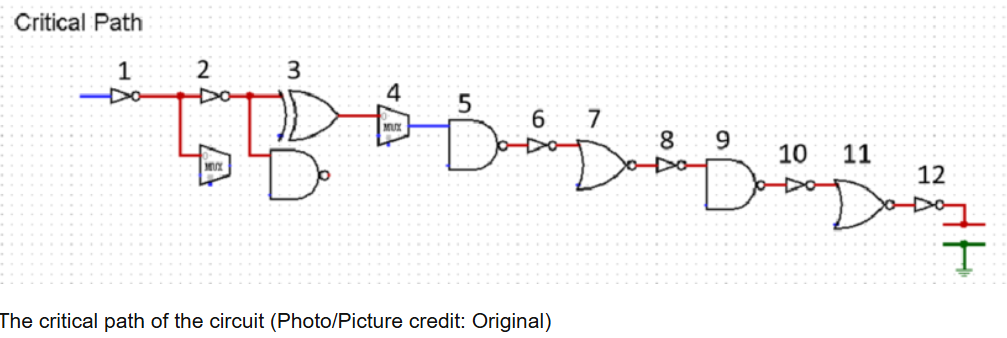 Critical Path
1 2 3 4 5 6 7 8 9 10 11 12
MUX
MUX
The critical path of the circuit (Photo/Picture credit: Original)